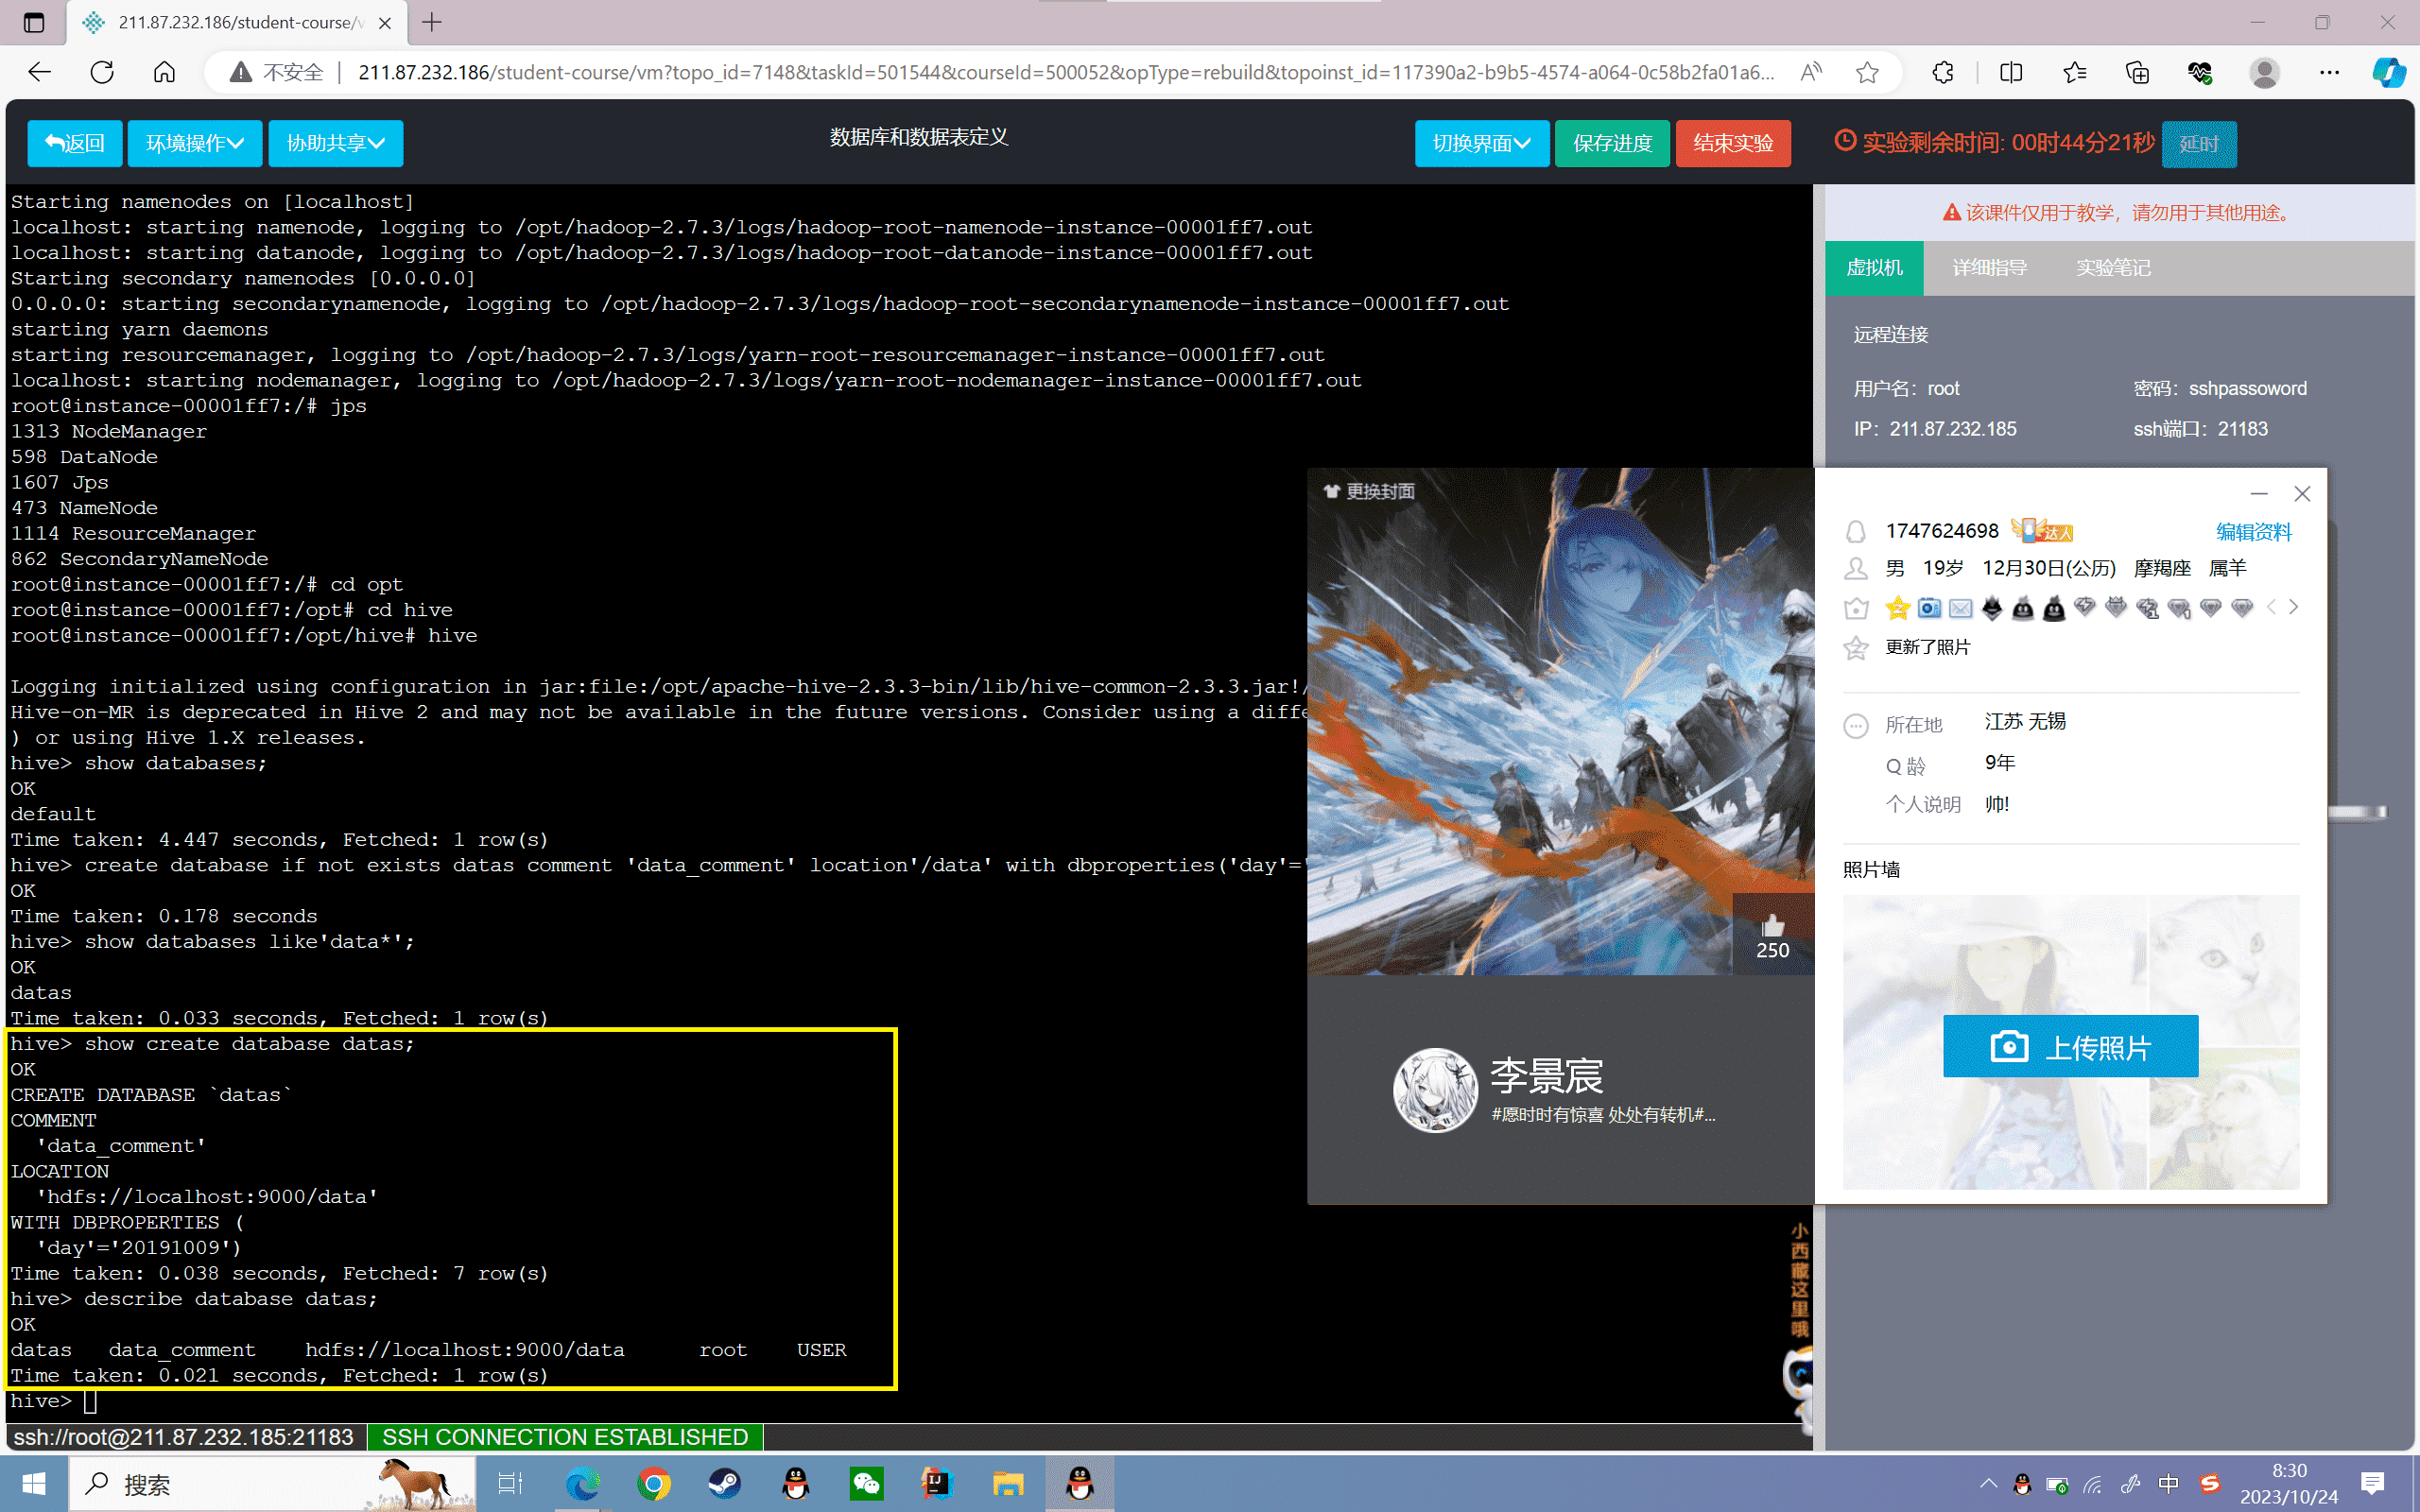 211.87.232.186/student-course/v
不安全 211.87.232.186/student-course/vm?topo_id=7148&taskId=501544&courseId=500052&opType=rebuild&topoinst_id=117390a2-b9b5-4574-a064-0c58b2fa01a6...
返回 环境操作 协助共享 数据库和数据表定义 切换界面 保存进度 结束实验 实验剩余时间: 00时44分21秒 延时
Starting namenodes on [localhost]
localhost: starting namenode, logging to /opt/hadoop-2.7.3/logs/hadoop-root-namenode-instance-00001ff7.out
localhost: starting datanode, logging to /opt/hadoop-2.7.3/logs/hadoop-root-datanode-instance-00001ff7.out
Starting secondary namenodes [0.0.0.0]
0.0.0.0: starting secondarynamenode, logging to /opt/hadoop-2.7.3/logs/hadoop-root-secondarynamenode-instance-00001ff7.out
starting yarn daemons
starting resourcemanager, logging to /opt/hadoop-2.7.3/logs/yarn-root-resourcemanager-instance-00001ff7.out
localhost: starting nodemanager, logging to /opt/hadoop-2.7.3/logs/yarn-root-nodemanager-instance-00001ff7.out
root@instance-00001ff7:/# jps
1313 NodeManager
598 DataNode
1607 Jps
473 NameNode
1114 ResourceManager
862 SecondaryNameNode
root@instance-00001ff7:/# cd opt
root@instance-00001ff7:/opt# cd hive
root@instance-00001ff7:/opt/hive# hive
Logging initialized using configuration in jar:file:/opt/apache-hive-2.3.3-bin/lib/hive-common-2.3.3.jar!/
Hive-on-MR is deprecated in Hive 2 and may not be available in the future versions. Consider using a diffe
) or using Hive 1.X releases.
hive> show databases;
OK
default
Time taken: 4.447 seconds, Fetched: 1 row(s)
hive> create database if not exists datas comment 'data_comment' location'/data' with dbproperties('day'='
OK
Time taken: 0.178 seconds
hive> show databases like'data*';
OK
datas
Time taken: 0.033 seconds, Fetched: 1 row(s)
hive> show create database datas;
OK
CREATE DATABASE `datas`
COMMENT
'data_comment'
LOCATION
'hdfs://localhost:9000/data'
WITH DBPROPERTIES (
'day'='20191009')
Time taken: 0.038 seconds, Fetched: 7 row(s)
hive> describe database datas;
OK
datas data_comment hdfs://localhost:9000/data root USER
Time taken: 0.021 seconds, Fetched: 1 row(s)
hive>
ssh://root@211.87.232.185:21183 SSH CONNECTION ESTABLISHED
该课件仅用于教学，请勿用于其他用途。
虚拟机 详细指导 实验笔记
远程连接
用户名：root 密码：sshpassoword
IP：211.87.232.185 ssh端口：21183
更换封面
250
李景宸
#愿时时有惊喜 处处有转机#...
1747624698 达人 编辑资料
男 19岁 12月30日(公历) 摩羯座 属羊
更新了照片
所在地 江苏 无锡
Q 龄 9年
个人说明 帅!
照片墙
上传照片
小西藏这里哦
搜索
中
8:30
2023/10/24